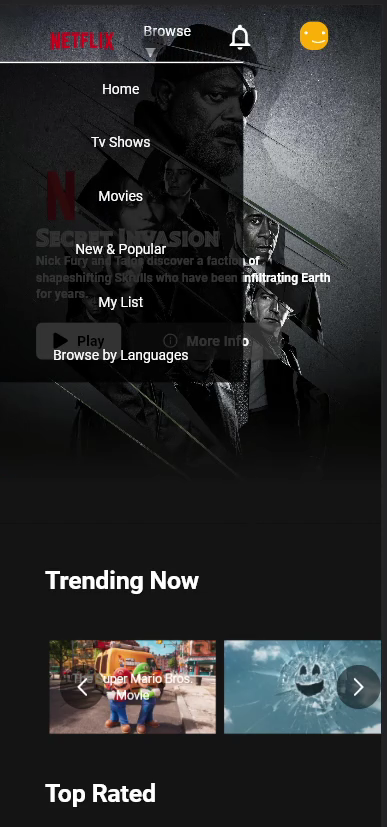 NETFLIX
Browse
Home
Tv Shows
Movies
N
New & Popular
SECRET INVASION
Nick Fury and Talos discover a faction of
shapeshifting Skrulls who have been infiltrating Earth
for years.
My List
Play
More Info
Browse by Languages
Trending Now
The Super Mario Bros.
Movie
Top Rated